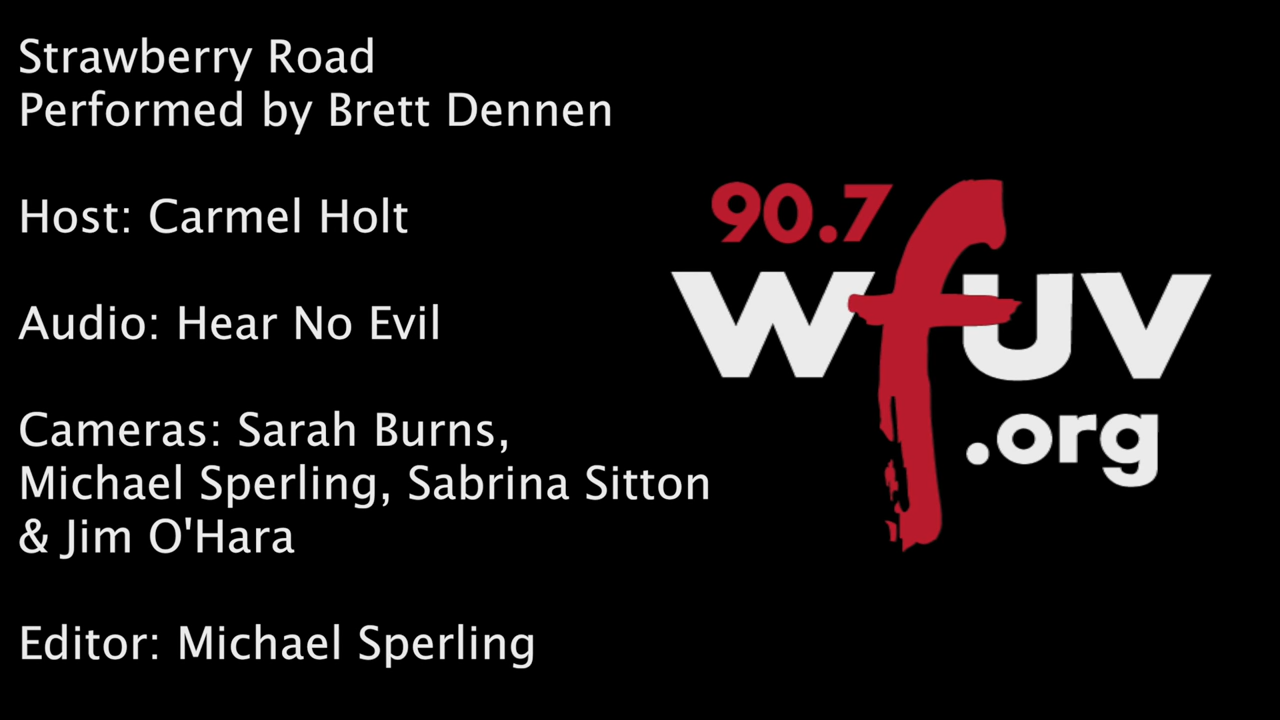 Strawberry Road
Performed by Brett Dennen
Host: Carmel Holt
Audio: Hear No Evil
Cameras: Sarah Burns,
Michael Sperling, Sabrina Sitton
& Jim O'Hara
Editor: Michael Sperling
90.7
wfuv
.org